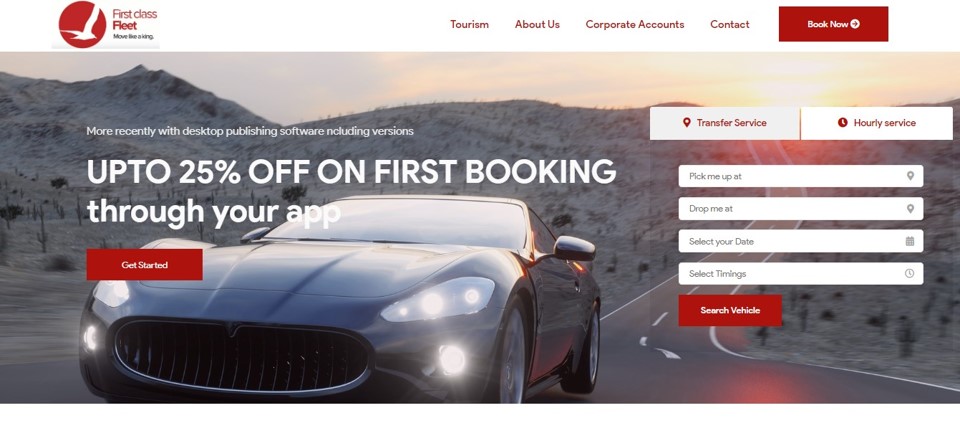 First class
Fleet
Move like a king.
Tourism
About Us
Corporate Accounts
Contact
Book Now
More recently with desktop publishing software ncluding versions
UPTO 25% OFF ON FIRST BOOKING
through your app
Get Started
Transfer Service
Hourly service
Pick me up at
Drop me at
Select your Date
Select Timings
Search Vehicle